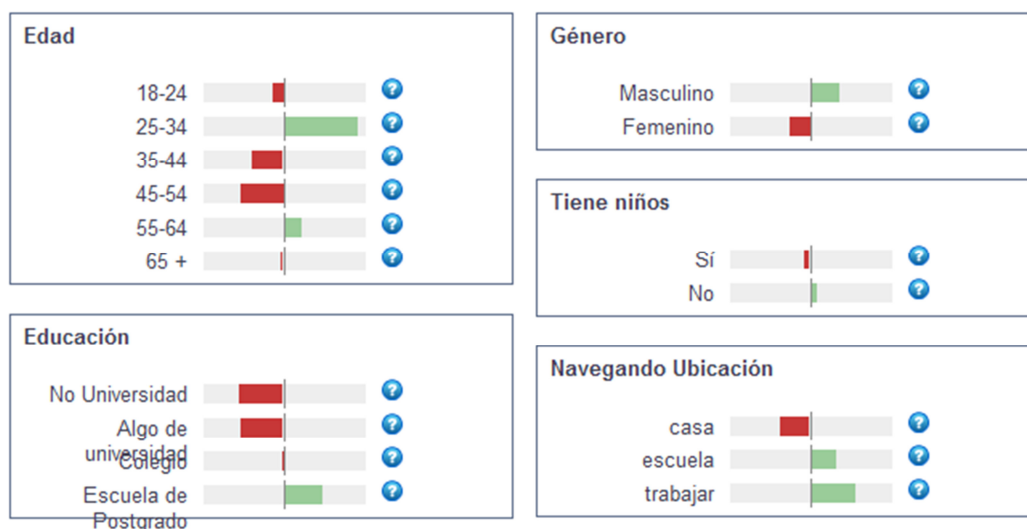 Edad
18-24
25-34
35-44
45-54
55-64
65 +
Educación
No Universidad
Algo de
universidad
Colegio
Escuela de
Postgrado
Género
Masculino
Femenino
Tiene niños
Sí
No
Navegando Ubicación
casa
escuela
trabajar